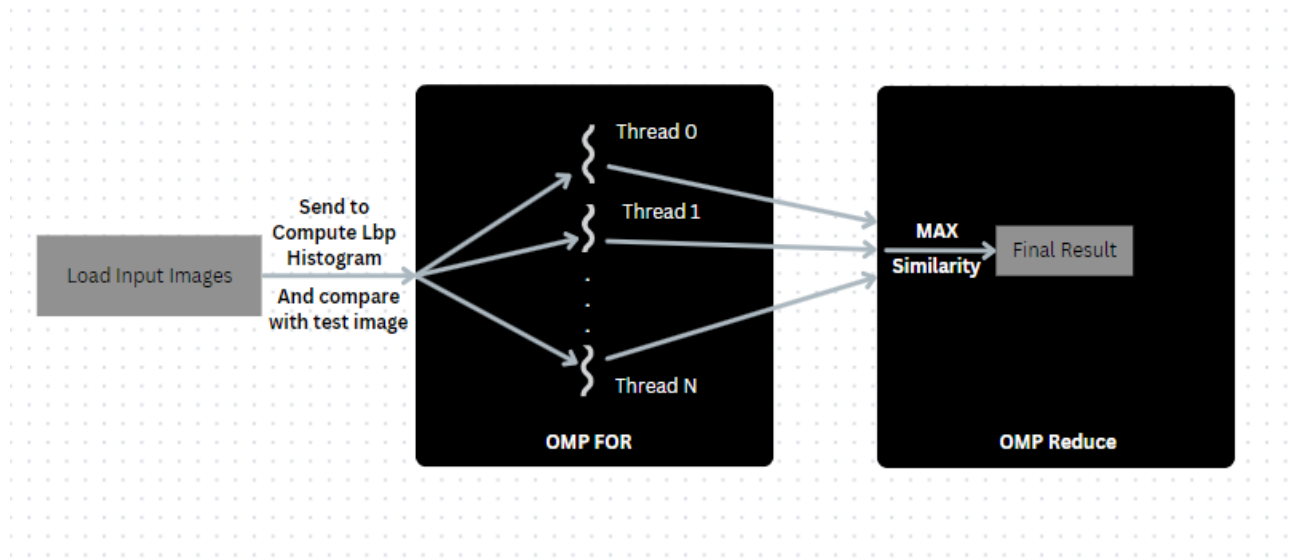 Load Input Images
Send to
Compute Lbp
Histogram
And compare
with test image
Thread 0
Thread 1
Thread N
OMP FOR
MAX
Similarity
Final Result
OMP Reduce